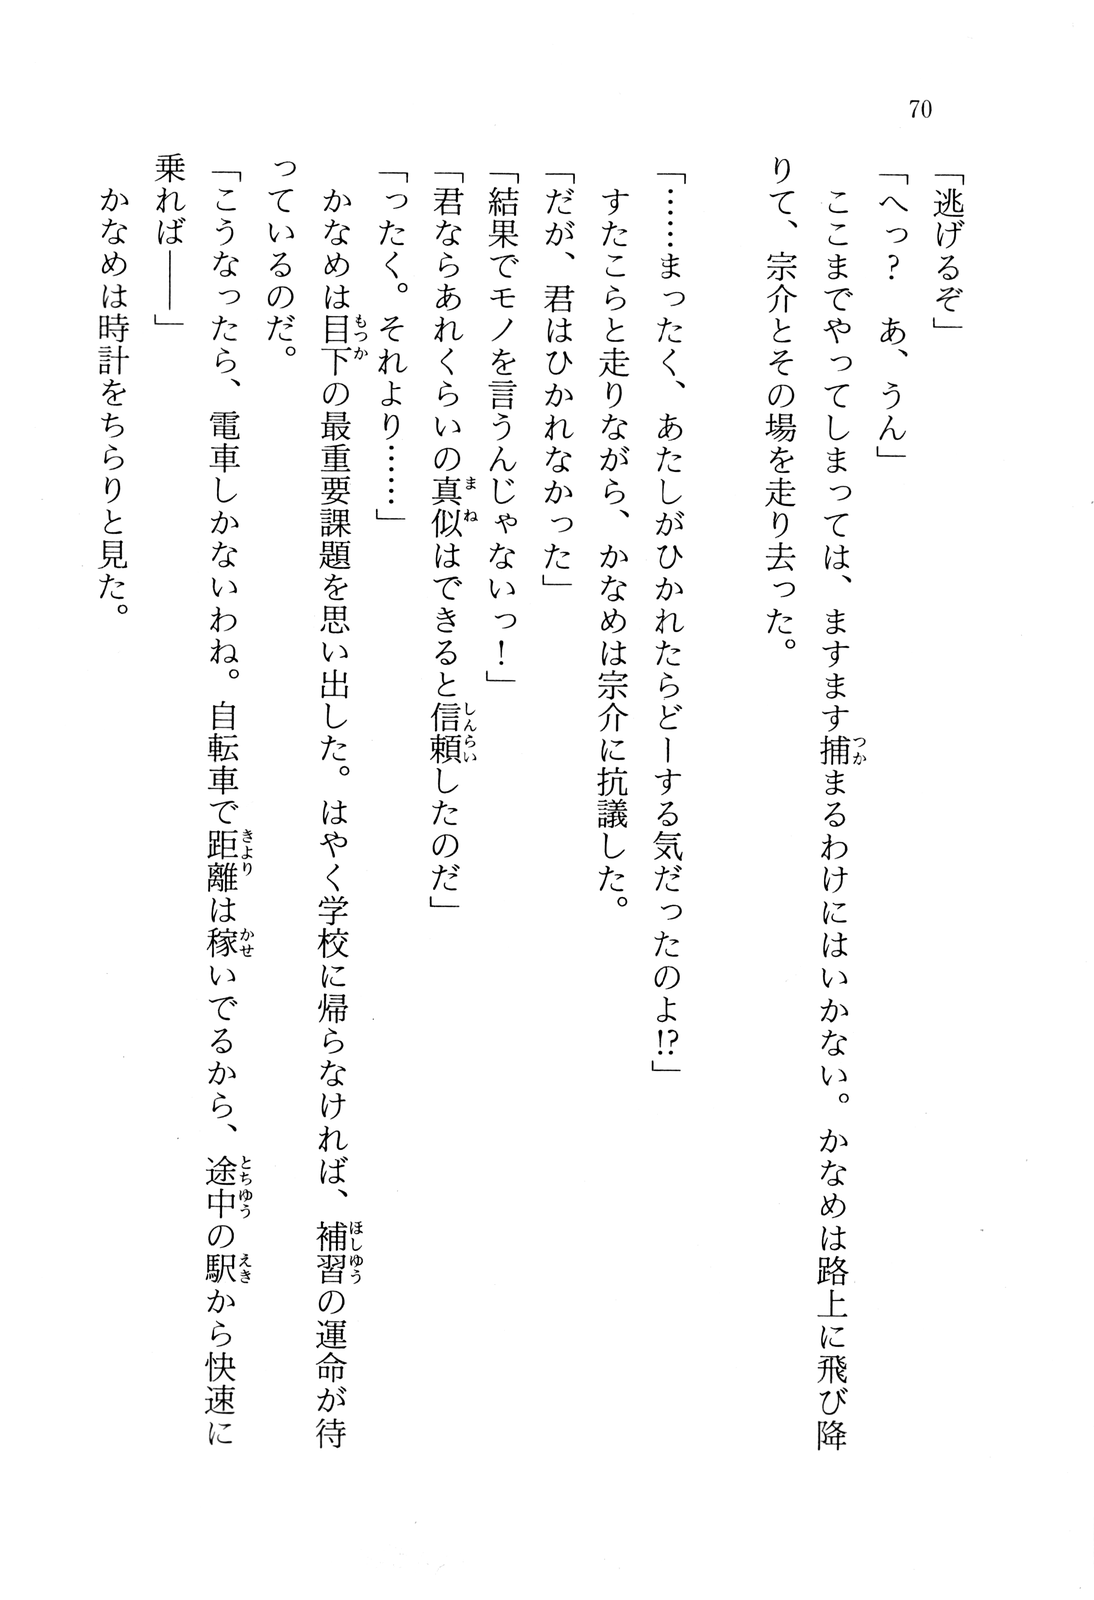 70
「逃げるぞ」
「へっ？　あ、うん」
　ここまでやってしまっては、ますます捕まるわけにはいかない。かなめは路上に飛び降
りて、宗介とその場を走り去った。
「……まったく、あたしがひかれたらどーする気だったのよ!?」
　すたこらと走りながら、かなめは宗介に抗議した。
「だが、君はひかれなかった」
「結果でモノを言うんじゃないっ！」
「君ならあれくらいの真似はできると信頼したのだ」
「ったく。それより……」
　かなめは目下の最重要課題を思い出した。はやく学校に帰らなければ、補習の運命が待
っているのだ。
「こうなったら、電車しかないわね。自転車で距離は稼いでるから、途中の駅から快速に
乗れば――」
　かなめは時計をちらりと見た。